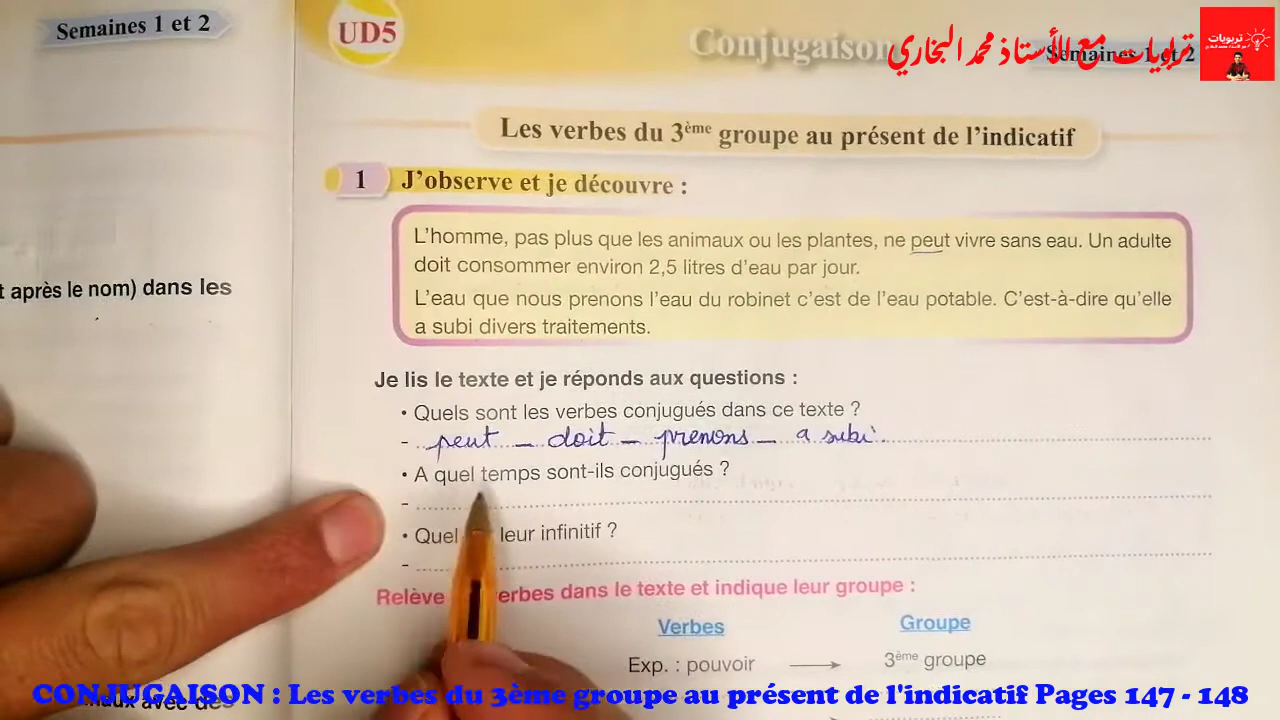 Semaines 1 et 2
UD5
Conjugaison
Semaines 1 et 2
تربويات مع الأستاذ محمد البخاري
تربويات
Les verbes du 3ème groupe au présent de l'indicatif
1 J'observe et je découvre :
L'homme, pas plus que les animaux ou les plantes, ne peut vivre sans eau. Un adulte
doit consommer environ 2,5 litres d'eau par jour.
L'eau que nous prenons l'eau du robinet c'est de l'eau potable. C'est-à-dire qu'elle
a subi divers traitements.
t après le nom) dans les
Je lis le texte et je réponds aux questions :
• Quels sont les verbes conjugués dans ce texte ?
- peut - doit - prenons - a subi.
• A quel temps sont-ils conjugués ?
-
• Quel leur infinitif ?
-
Relève verbes dans le texte et indique leur groupe :
Verbes Groupe
Exp. : pouvoir → 3ème groupe
CONJUGAISON : Les verbes du 3ème groupe au présent de l'indicatif Pages 147 - 148